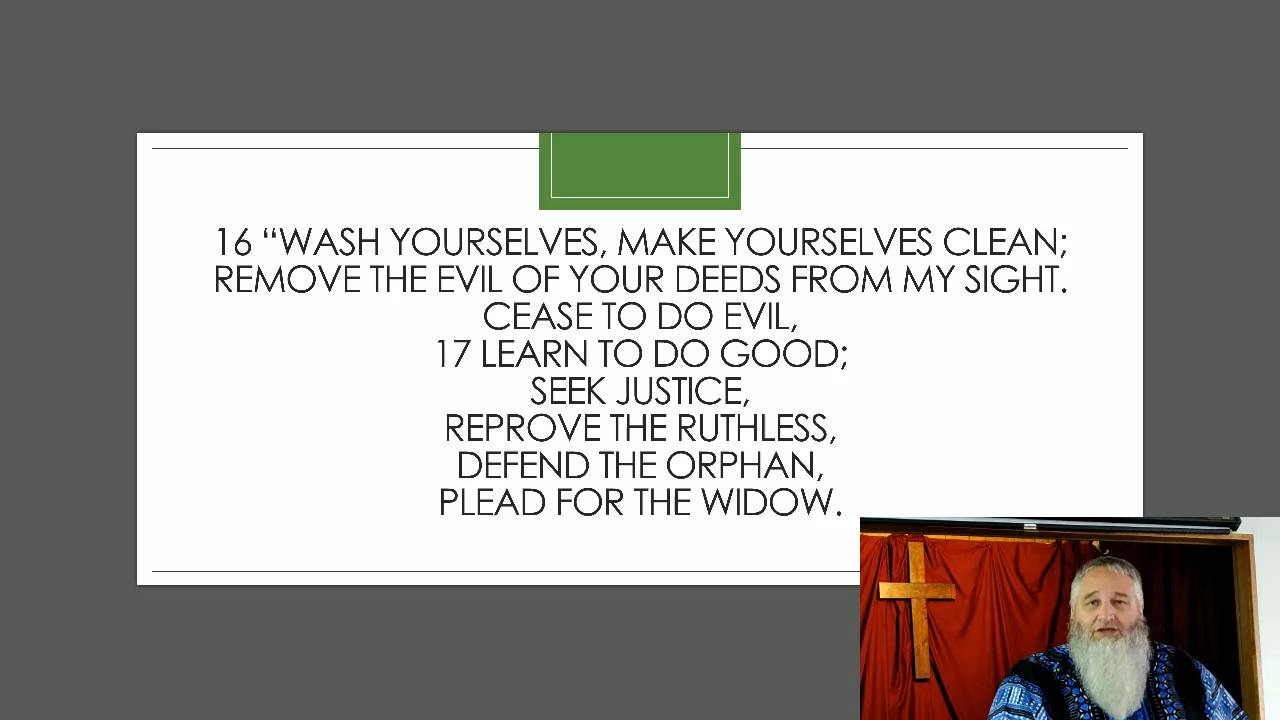 16 “WASH YOURSELVES, MAKE YOURSELVES CLEAN;
REMOVE THE EVIL OF YOUR DEEDS FROM MY SIGHT.
CEASE TO DO EVIL,
17 LEARN TO DO GOOD;
SEEK JUSTICE,
REPROVE THE RUTHLESS,
DEFEND THE ORPHAN,
PLEAD FOR THE WIDOW.